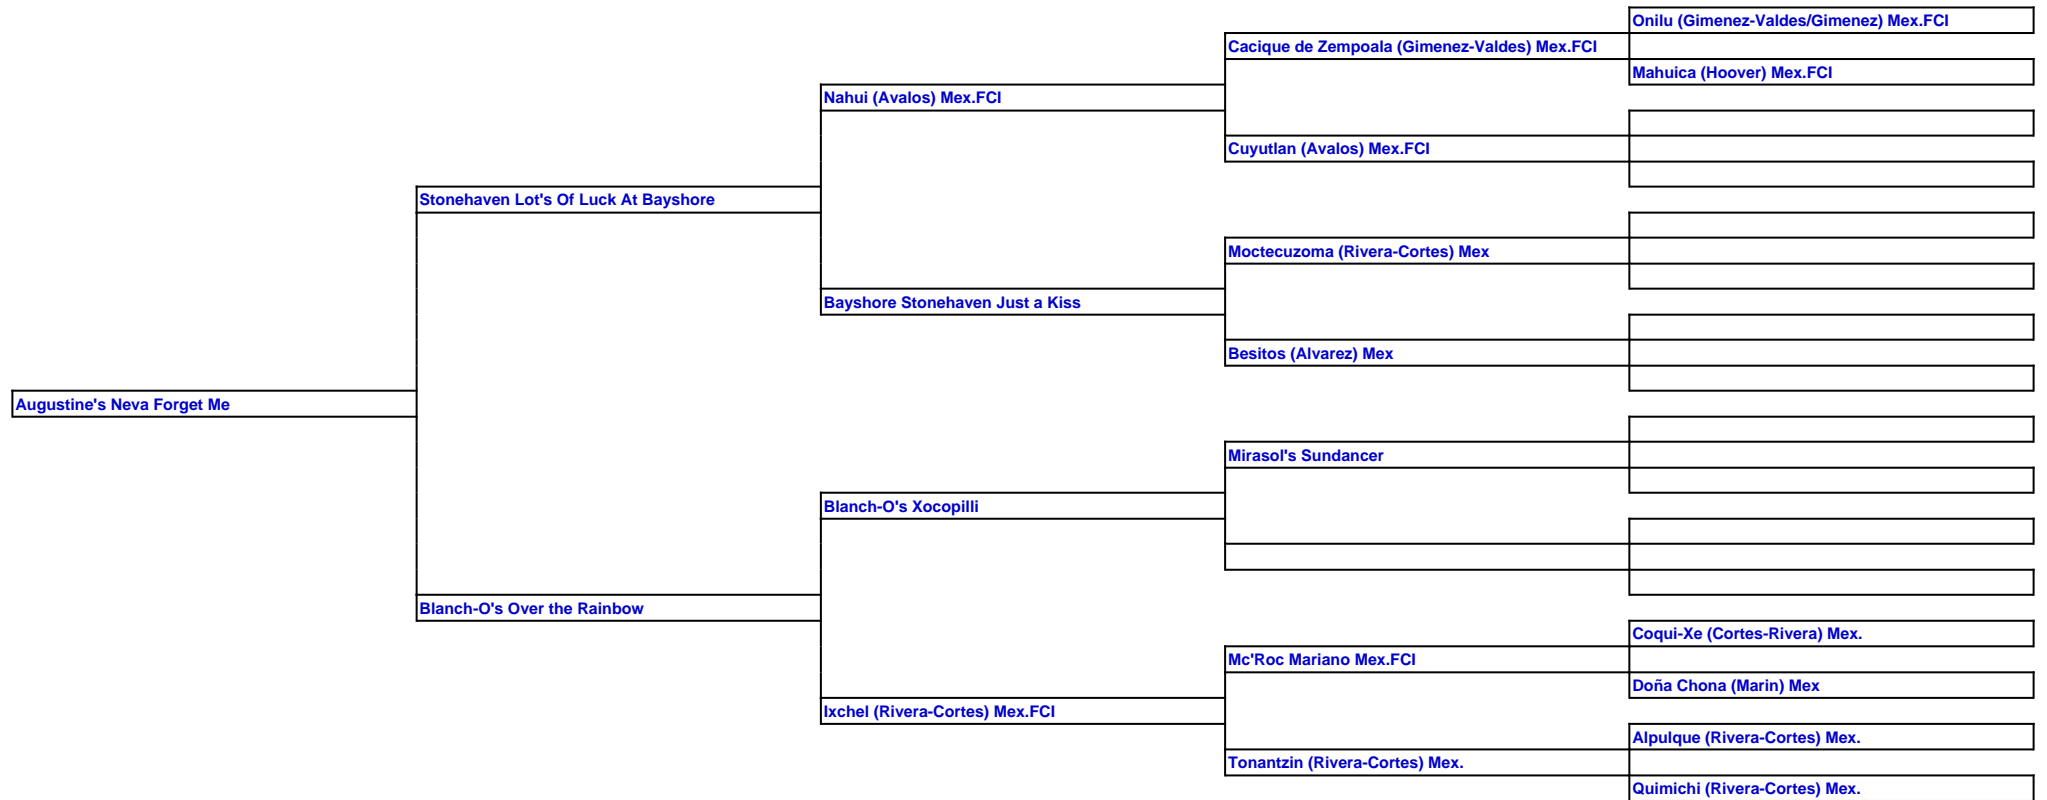 Onilu (Gimenez-Valdes/Gimenez) Mex.FCI
Cacique de Zempoala (Gimenez-Valdes) Mex.FCI
Mahuica (Hoover) Mex.FCI
Nahui (Avalos) Mex.FCI
Cuyutlan (Avalos) Mex.FCI
Stonehaven Lot's Of Luck At Bayshore
Moctecuzoma (Rivera-Cortes) Mex
Bayshore Stonehaven Just a Kiss
Besitos (Alvarez) Mex
Augustine's Neva Forget Me
Mirasol's Sundancer
Blanch-O's Xocopilli
Blanch-O's Over the Rainbow
Coqui-Xe (Cortes-Rivera) Mex.
Mc'Roc Mariano Mex.FCI
Doña Chona (Marin) Mex
Ixchel (Rivera-Cortes) Mex.FCI
Alpulque (Rivera-Cortes) Mex.
Tonantzin (Rivera-Cortes) Mex.
Quimichi (Rivera-Cortes) Mex.